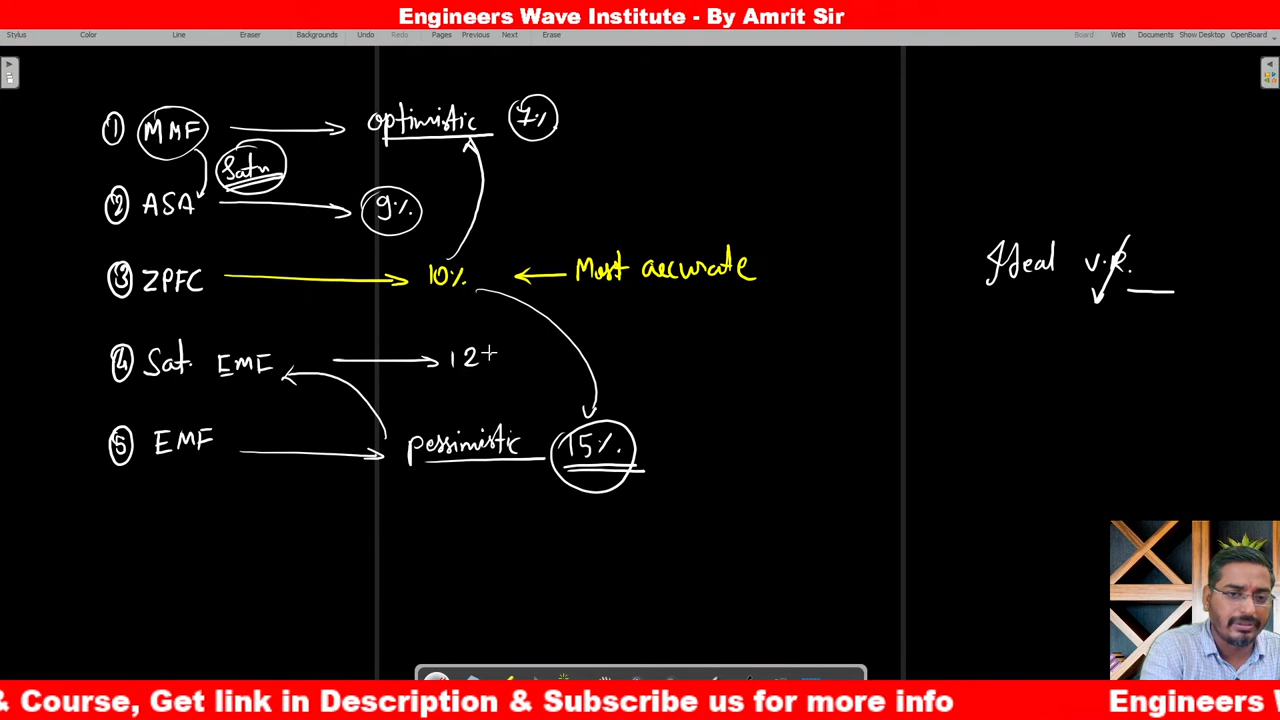 Engineers Wave Institute - By Amrit Sir
Stylus Color Line Eraser Backgrounds Undo Redo Pages Previous Next Erase Board Web Documents Show Desktop OpenBoard
① MMF optimistic 7%
Satn
② ASA 9%
③ ZPFC 10% Most accurate
Ideal V.R.
④ Sat. EMF 12+
⑤ EMF pessimistic 15%
& Course, Get link in Description & Subscribe us for more info Engineers W